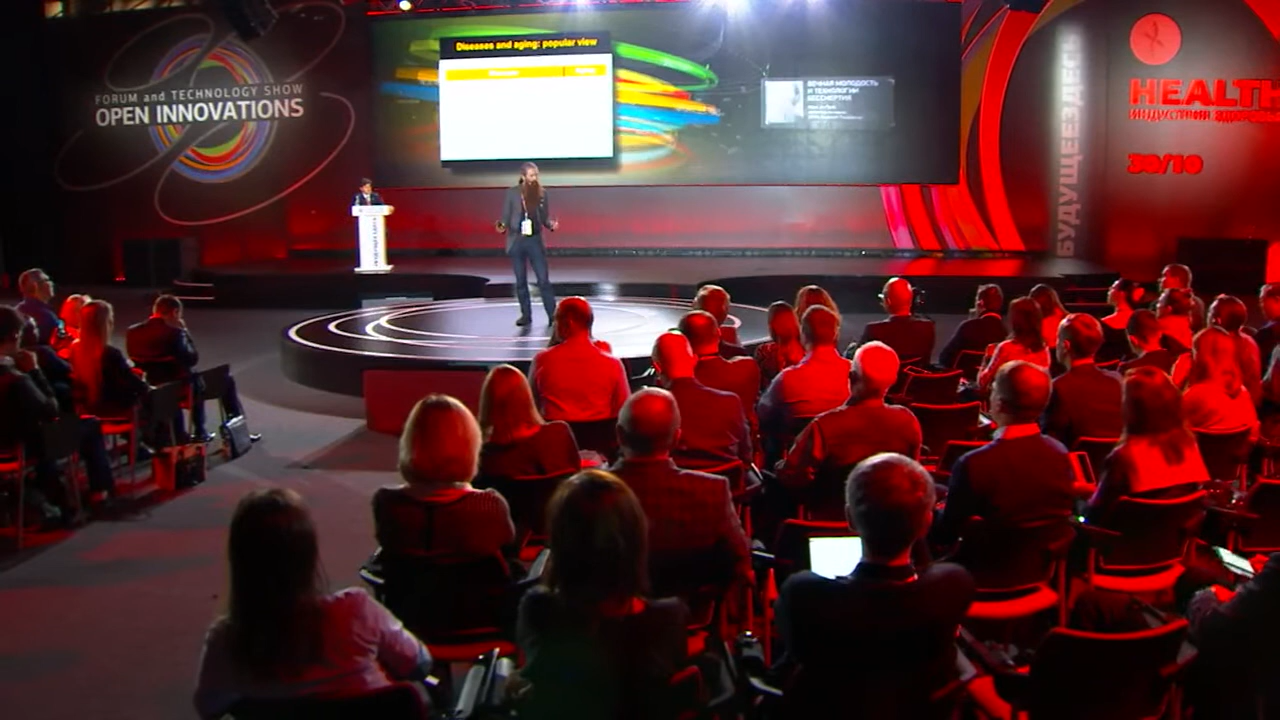 FORUM and TECHNOLOGY SHOW
OPEN INNOVATIONS
Diseases and aging: popular view
ВЕЧНАЯ МОЛОДОСТЬ
И ТЕХНОЛОГИИ
БЕССМЕРТИЯ
БУДУЩЕЕЗДЕСЬ
HEALTH
ИНДУСТРИЯ
30/10